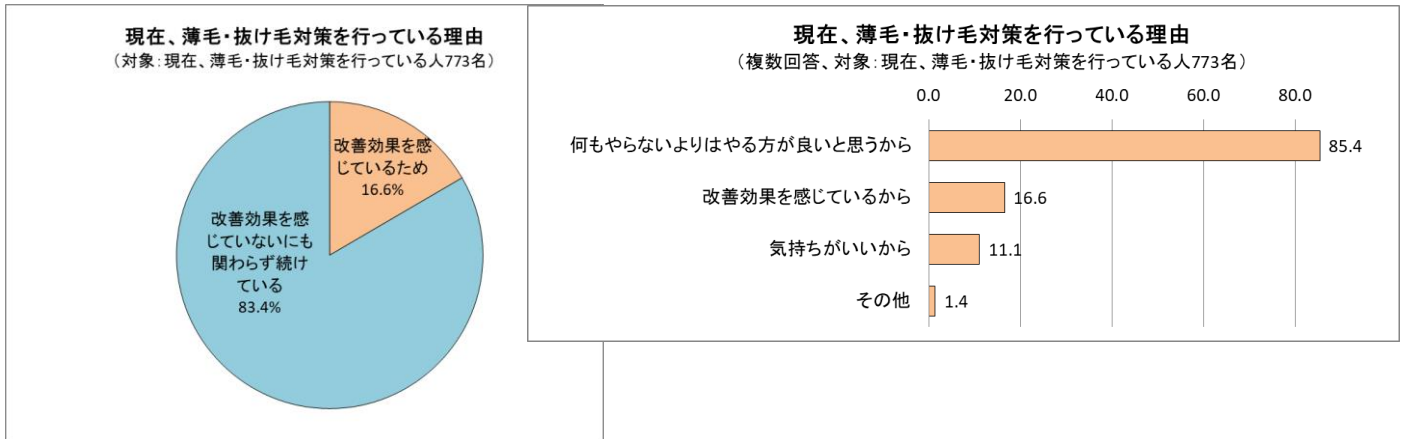 現在、薄毛・抜け毛対策を行っている理由
（対象：現在、薄毛・抜け毛対策を行っている人773名）
改善効果を感
じているため
16.6%
改善効果を感
じていないにも
関わらず続け
ている
83.4%
現在、薄毛・抜け毛対策を行っている理由
（複数回答、対象：現在、薄毛・抜け毛対策を行っている人773名）
0.0 20.0 40.0 60.0 80.0
何もやらないよりはやる方が良いと思うから 85.4
改善効果を感じているから 16.6
気持ちがいいから 11.1
その他 1.4